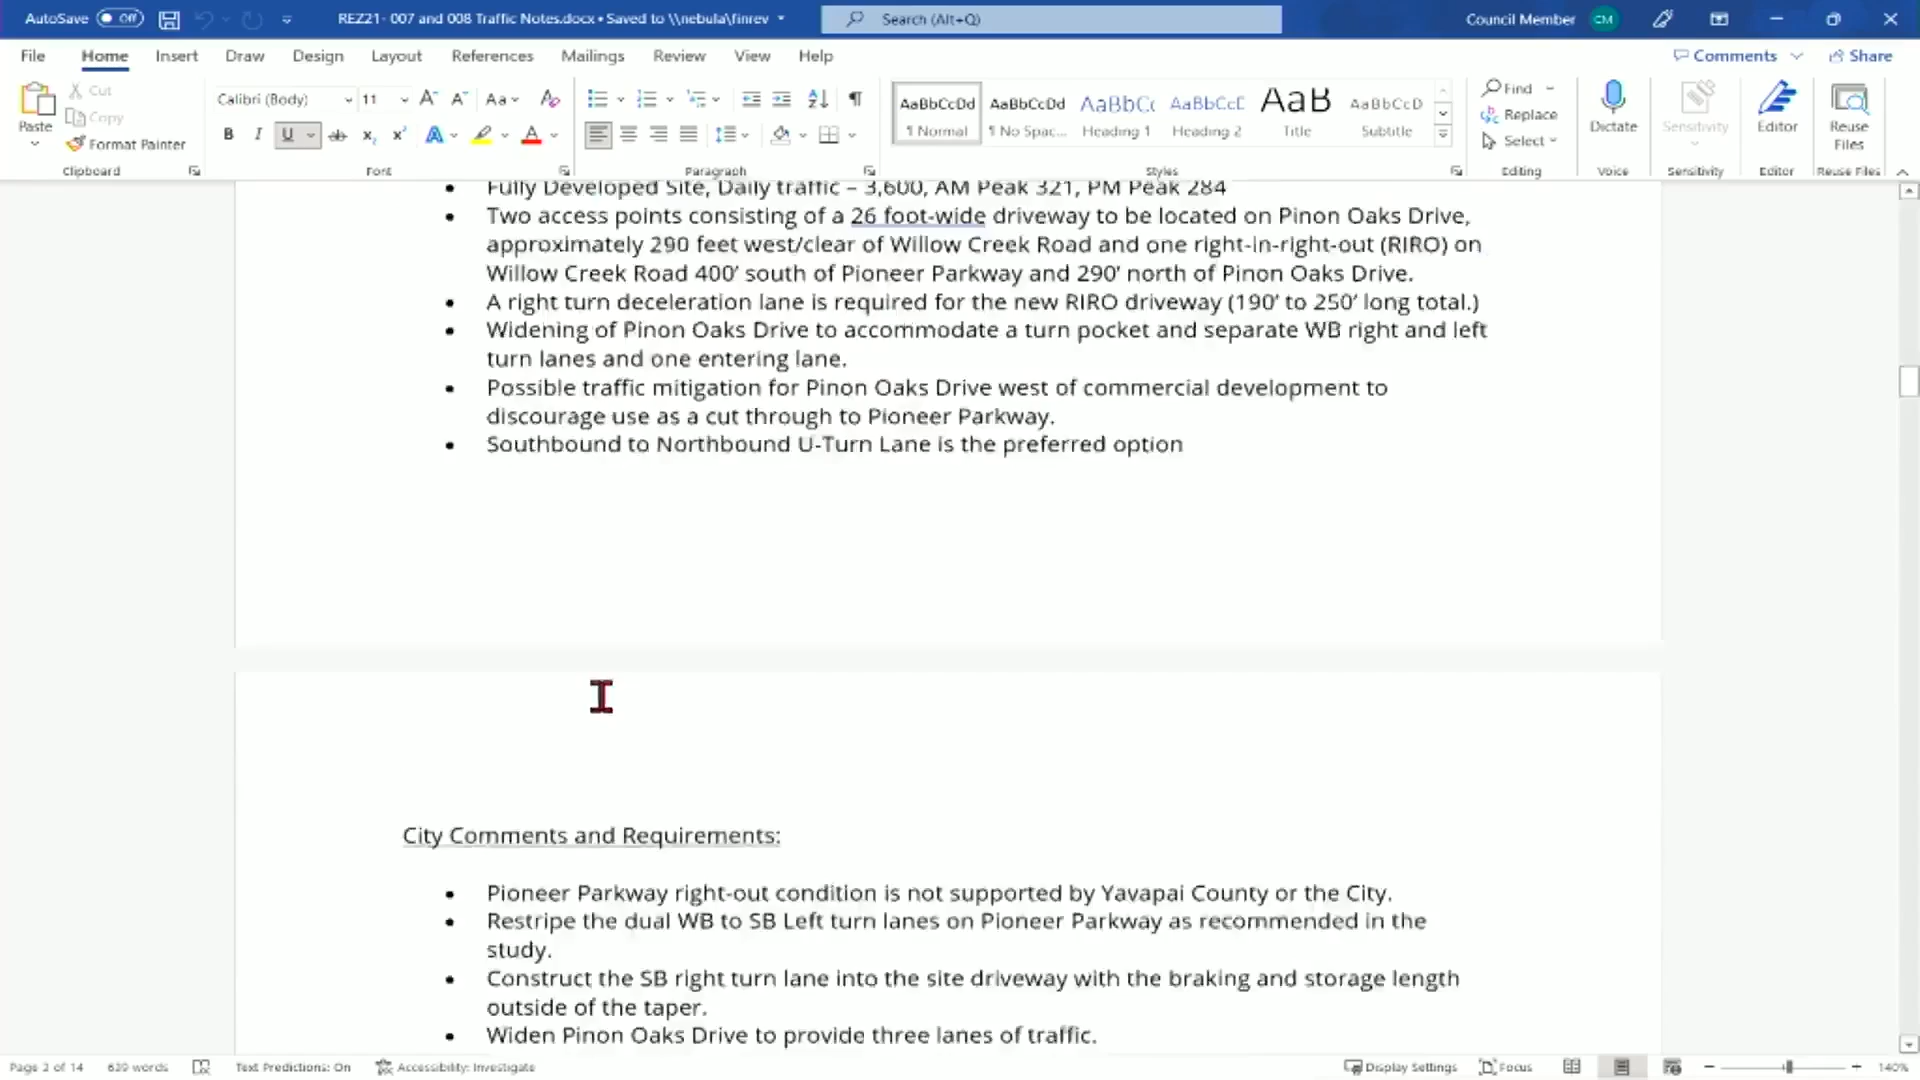 AutoSave Off REZ21- 007 and 008 Traffic Notes.docx • Saved to \\nebula\finrev Search (Alt+Q) Council Member CM
File Home Insert Draw Design Layout References Mailings Review View Help Comments Share
Paste Cut Copy Format Painter Clipboard
Calibri (Body) 11 Aa B I U ab x₂ x² A A Font
Paragraph
AaBbCcDd ¶ Normal AaBbCcDd ¶ No Spac... AaBbCc Heading 1 AaBbCcE Heading 2 AaB Title AaBbCcD Subtitle Styles
Find Replace Select Editing
Dictate Voice
Sensitivity Sensitivity
Editor Editor
Reuse Files Reuse Files
• Fully Developed Site, Daily traffic – 3,600, AM Peak 321, PM Peak 284
• Two access points consisting of a 26 foot-wide driveway to be located on Pinon Oaks Drive,
approximately 290 feet west/clear of Willow Creek Road and one right-in-right-out (RIRO) on
Willow Creek Road 400’ south of Pioneer Parkway and 290’ north of Pinon Oaks Drive.
• A right turn deceleration lane is required for the new RIRO driveway (190’ to 250’ long total.)
• Widening of Pinon Oaks Drive to accommodate a turn pocket and separate WB right and left
turn lanes and one entering lane.
• Possible traffic mitigation for Pinon Oaks Drive west of commercial development to
discourage use as a cut through to Pioneer Parkway.
• Southbound to Northbound U-Turn Lane is the preferred option
City Comments and Requirements:
• Pioneer Parkway right-out condition is not supported by Yavapai County or the City.
• Restripe the dual WB to SB Left turn lanes on Pioneer Parkway as recommended in the
study.
• Construct the SB right turn lane into the site driveway with the braking and storage length
outside of the taper.
• Widen Pinon Oaks Drive to provide three lanes of traffic.
Page of 14 639 words Text Predictions: On Accessibility: Investigate Display Settings Focus 140%